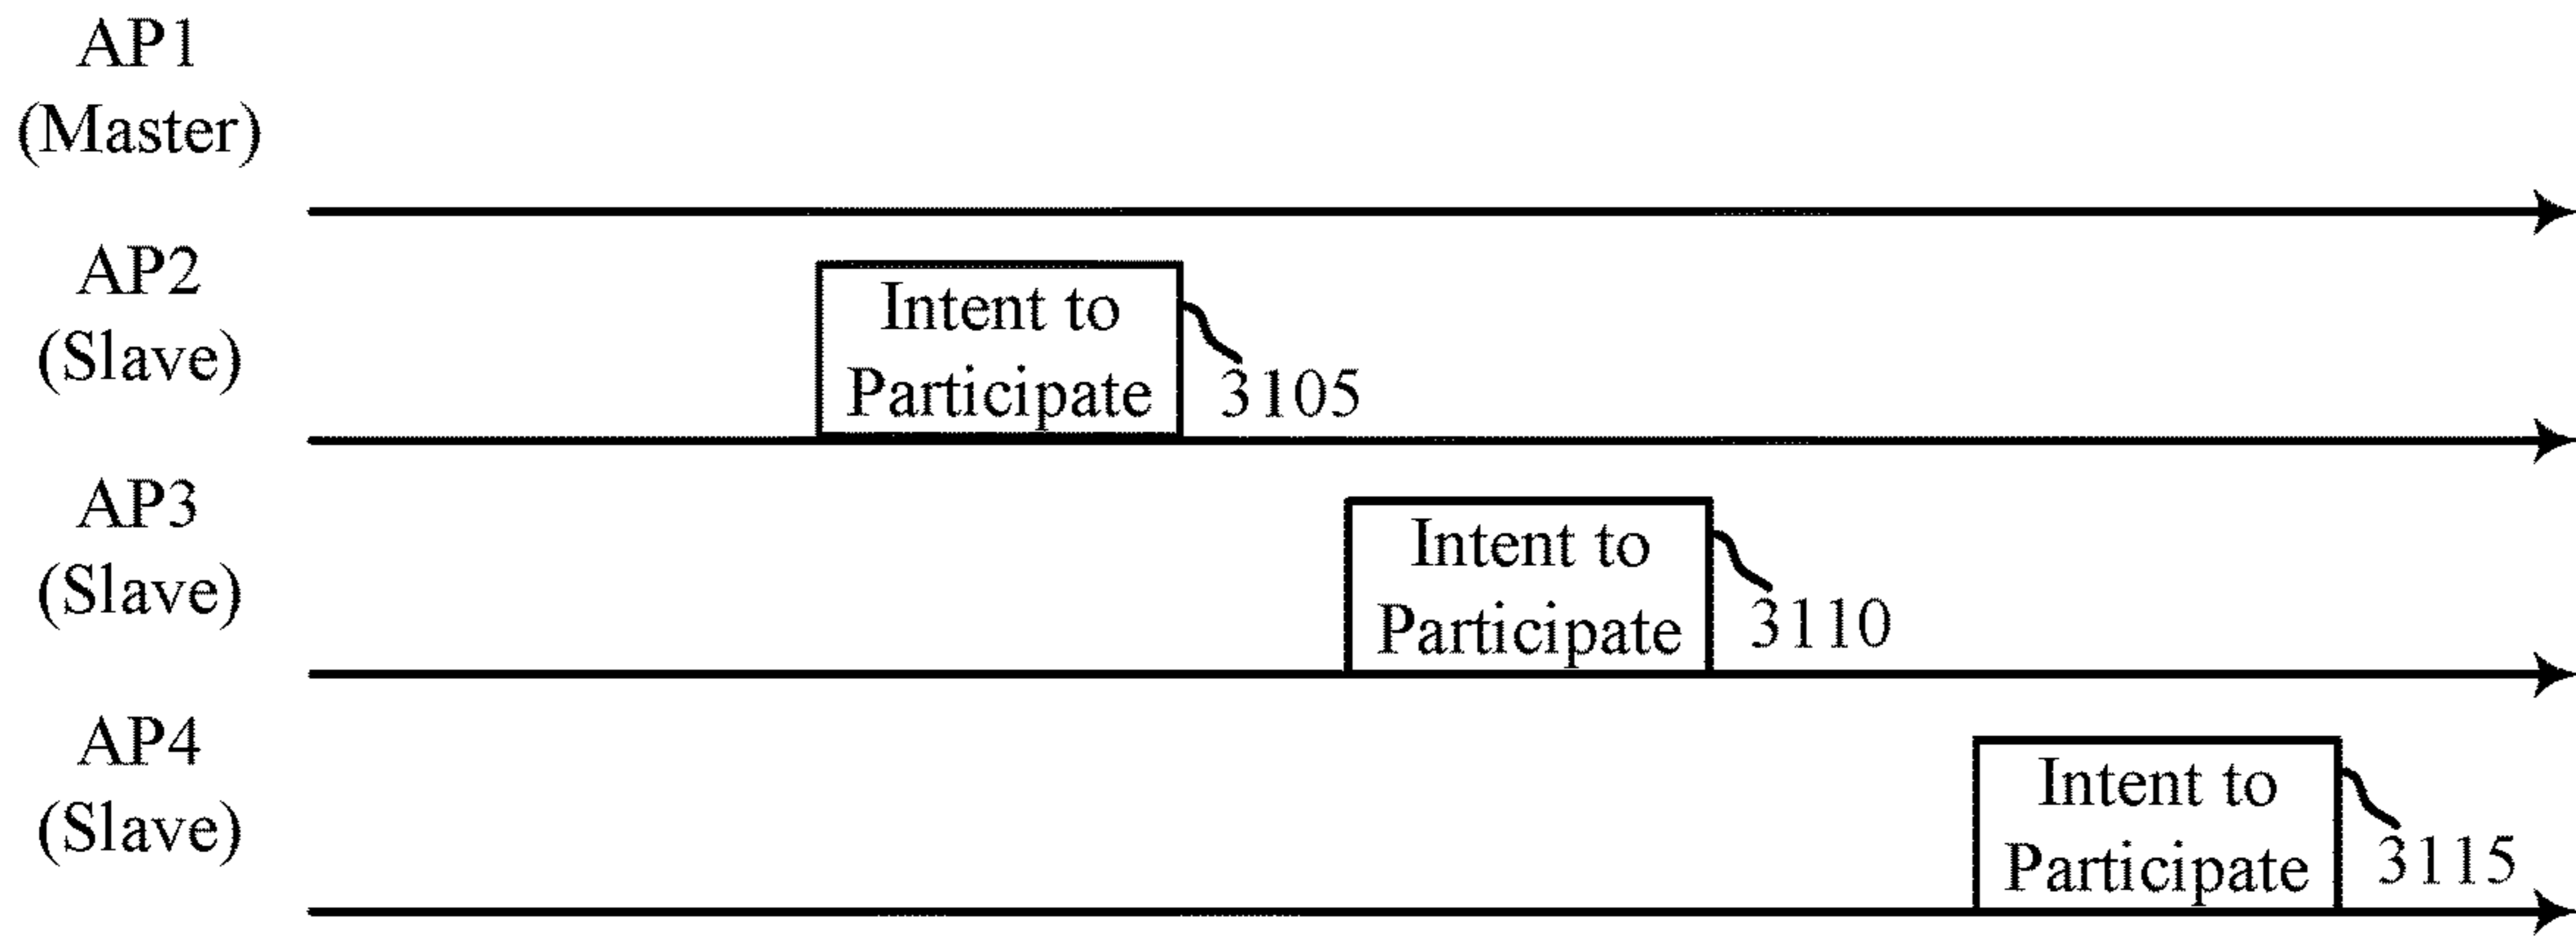 AP1
(Master)
AP2
(Slave)
Intent to
Participate
3105
AP3
(Slave)
Intent to
Participate
3110
AP4
(Slave)
Intent to
Participate
3115